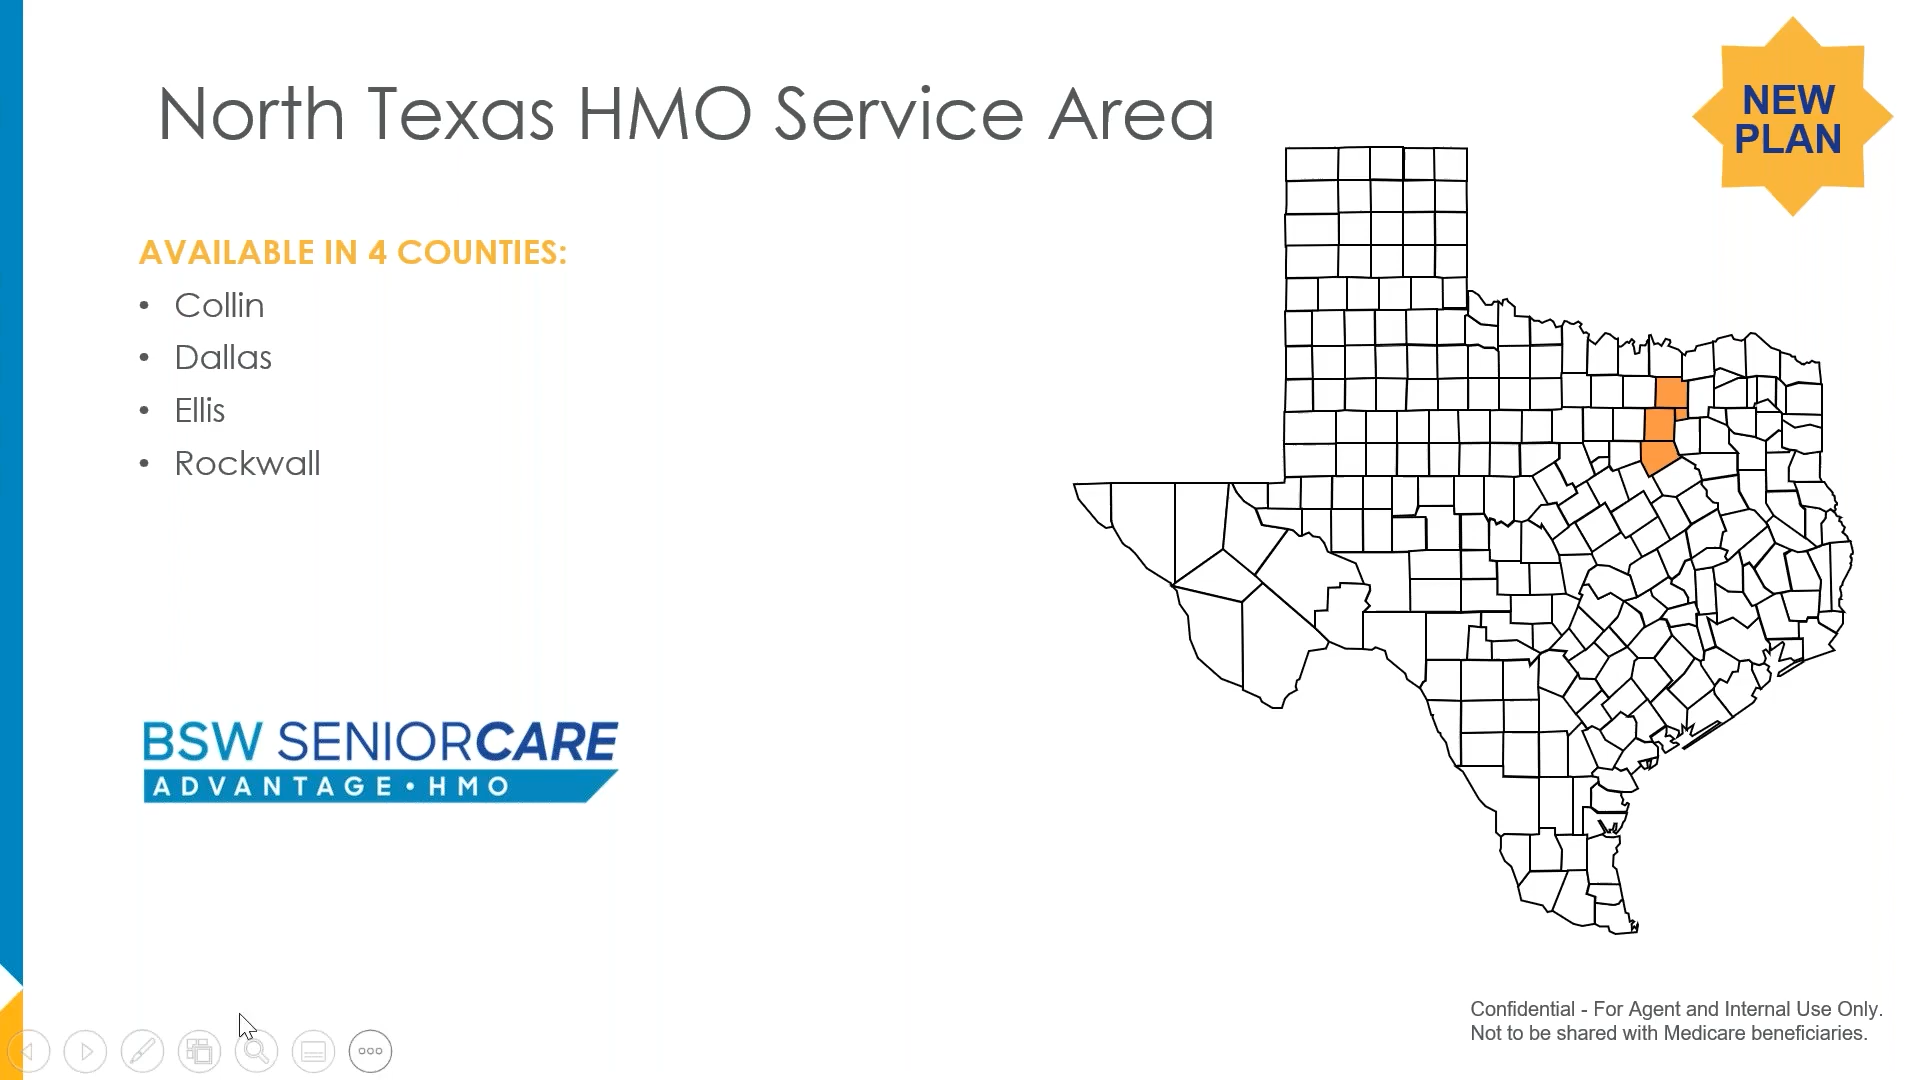 North Texas HMO Service Area
NEW
PLAN
AVAILABLE IN 4 COUNTIES:
• Collin
• Dallas
• Ellis
• Rockwall
BSW SENIORCARE
ADVANTAGE • HMO
Confidential - For Agent and Internal Use Only.
Not to be shared with Medicare beneficiaries.